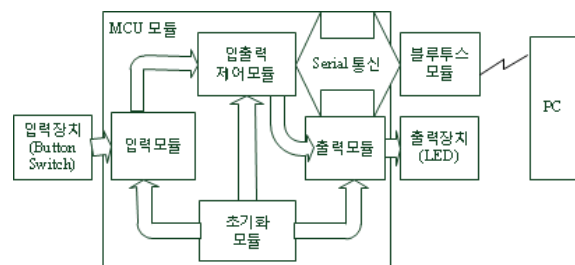 MCU 모듈
입출력
제어모듈
Serial 통신
블루투스
모듈
PC
입력장치
(Button
Switch)
입력모듈
출력모듈
출력장치
(LED)
초기화
모듈